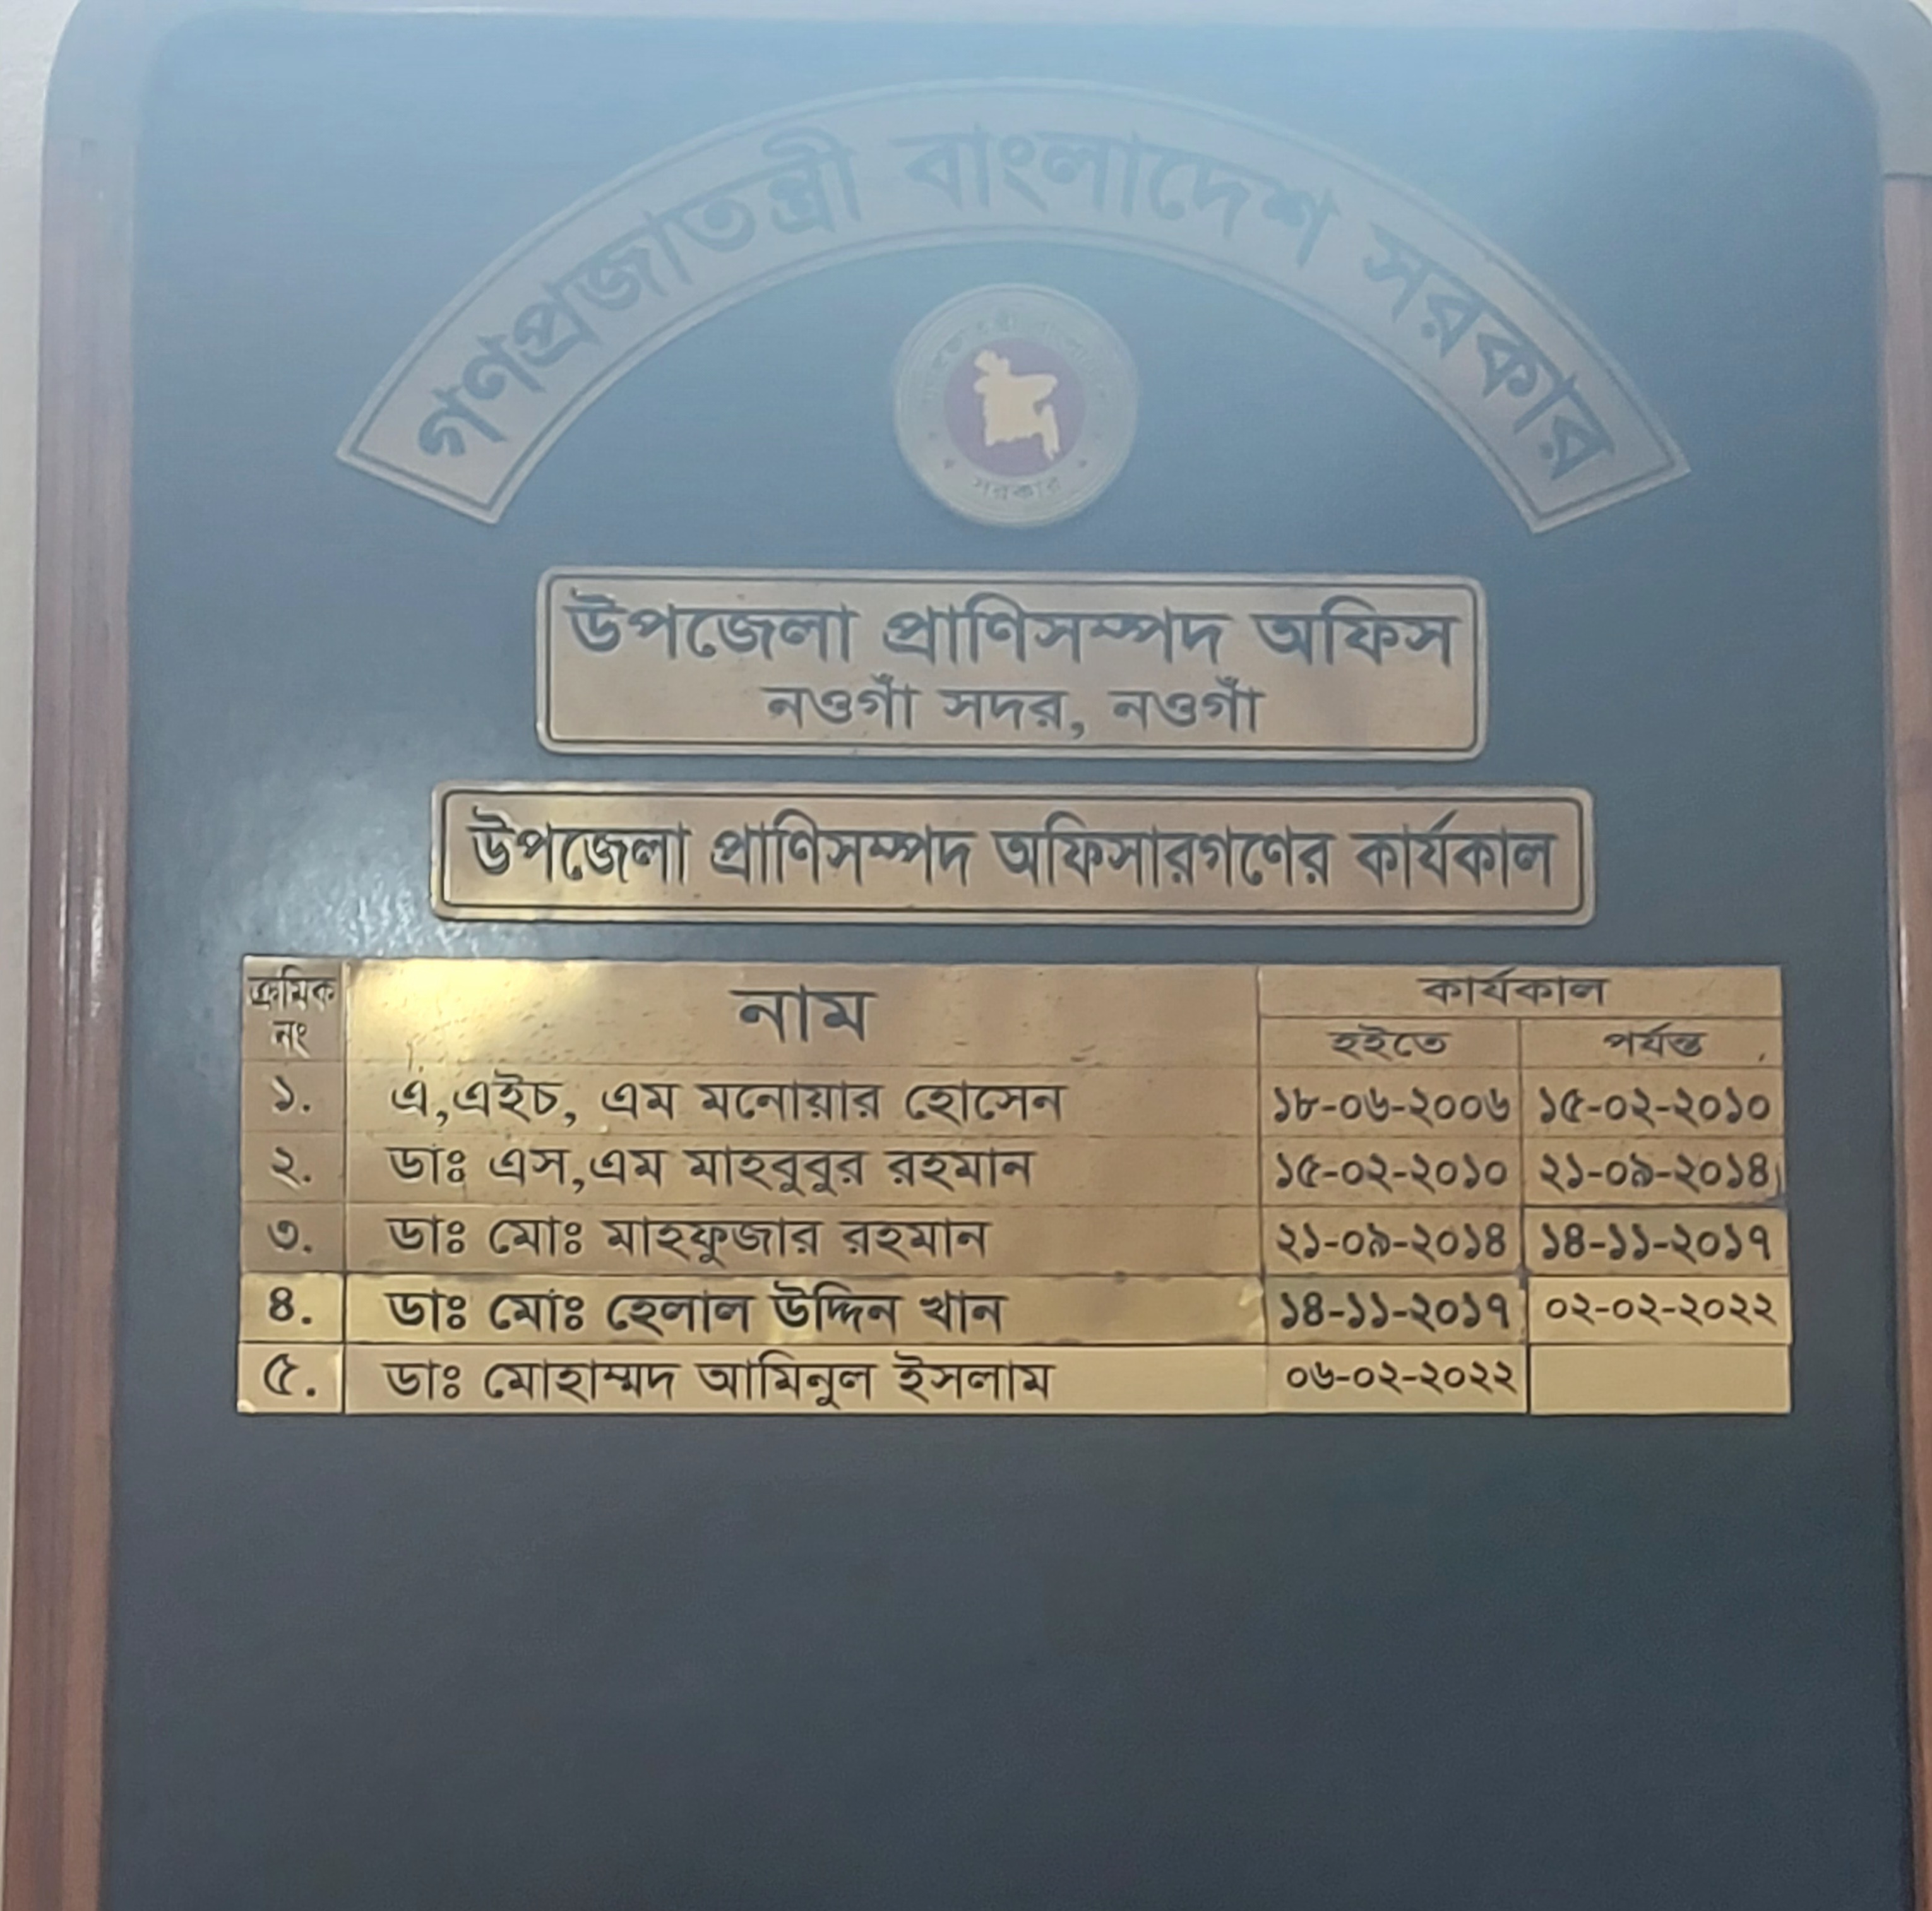 গণপ্রজাতন্ত্রী বাংলাদেশ সরকার
সরকার
উপজেলা প্রাণিসম্পদ অফিস
নওগাঁ সদর, নওগাঁ
উপজেলা প্রাণিসম্পদ অফিসারগণের কার্যকাল
ক্রমিক নং নাম কার্যকাল
হইতে পর্যন্ত
১. এ,এইচ, এম মনোয়ার হোসেন ১৮-০৬-২০০৬ ১৫-০২-২০১০
২. ডাঃ এস,এম মাহবুবুর রহমান ১৫-০২-২০১০ ২১-০৯-২০১৪
৩. ডাঃ মোঃ মাহফুজার রহমান ২১-০৯-২০১৪ ১৪-১১-২০১৭
৪. ডাঃ মোঃ হেলাল উদ্দিন খান ১৪-১১-২০১৭ ০২-০২-২০২২
৫. ডাঃ মোহাম্মদ আমিনুল ইসলাম ০৬-০২-২০২২